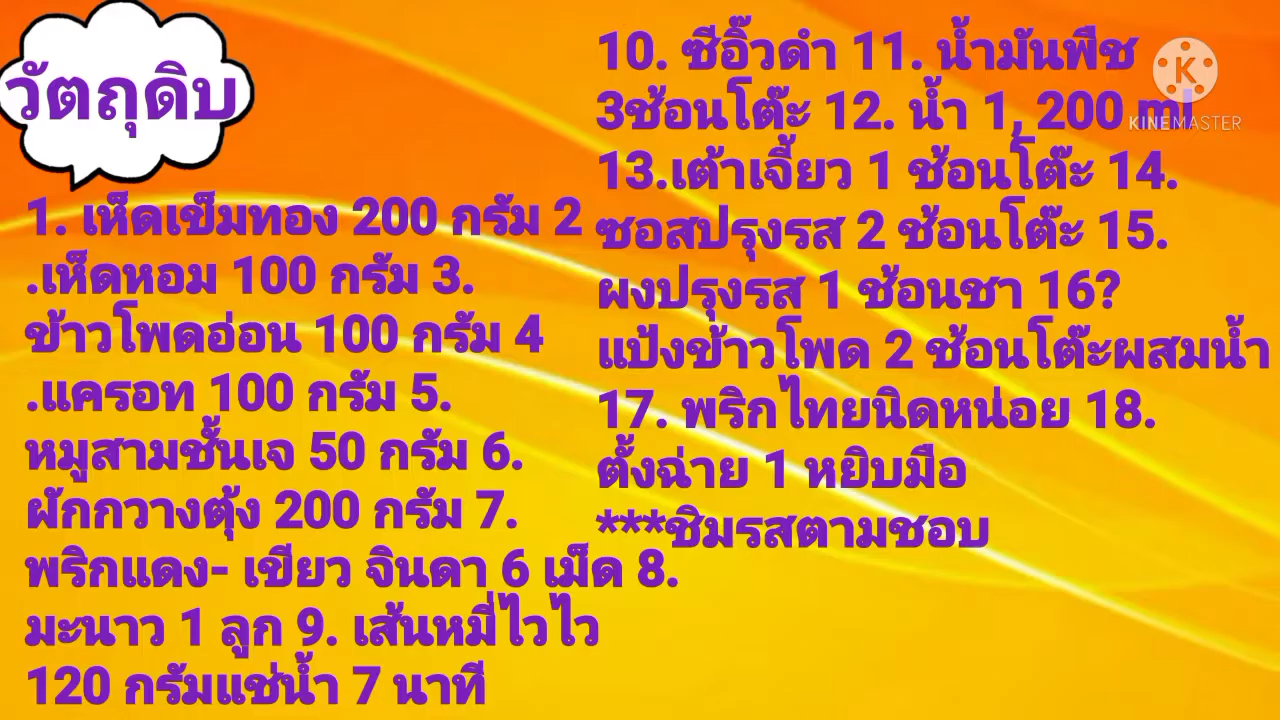 วัตถุดิบ
1. เห็ดเข็มทอง 200 กรัม 2
.เห็ดหอม 100 กรัม 3.
ข้าวโพดอ่อน 100 กรัม 4
.แครอท 100 กรัม 5.
หมูสามชั้นเจ 50 กรัม 6.
ผักกวางตุ้ง 200 กรัม 7.
พริกแดง- เขียว จินดา 6 เม็ด 8.
มะนาว 1 ลูก 9. เส้นหมี่ไวไว
120 กรัมแช่น้ำ 7 นาที
10. ซีอิ๊วดำ 11. น้ำมันพืช
3ช้อนโต๊ะ 12. น้ำ 1, 200 ml
13.เต้าเจี้ยว 1 ช้อนโต๊ะ 14.
ซอสปรุงรส 2 ช้อนโต๊ะ 15.
ผงปรุงรส 1 ช้อนชา 16?
แป้งข้าวโพด 2 ช้อนโต๊ะผสมน้ำ
17. พริกไทยนิดหน่อย 18.
ตั้งฉ่าย 1 หยิบมือ
***ชิมรสตามชอบ
K
KINEMASTER